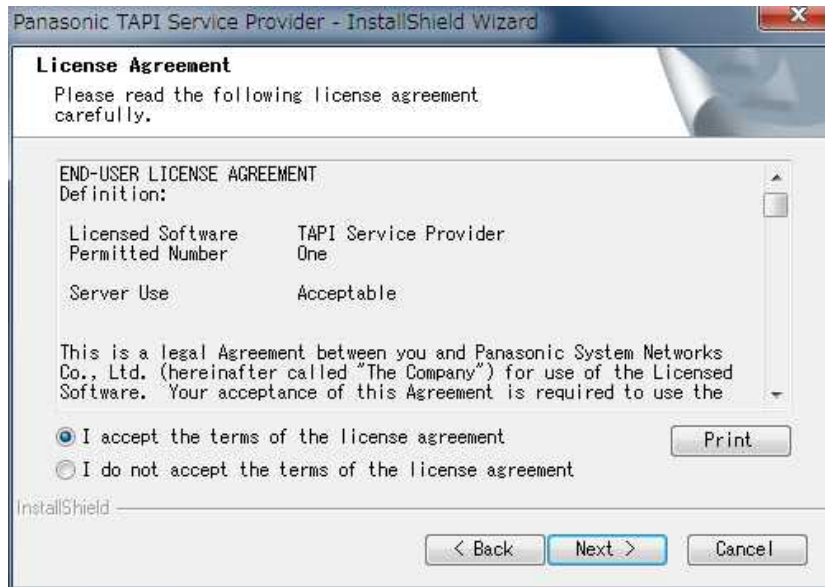 Panasonic TAPI Service Provider - InstallShield Wizard
License Agreement
Please read the following license agreement
carefully.
END-USER LICENSE AGREEMENT
Definition:
Licensed Software TAPI Service Provider
Permitted Number One
Server Use Acceptable
This is a legal Agreement between you and Panasonic System Networks
Co., Ltd. (hereinafter called "The Company") for use of the Licensed
Software. Your acceptance of this Agreement is required to use the
I accept the terms of the license agreement
Print
I do not accept the terms of the license agreement
InstallShield
< Back
Next >
Cancel